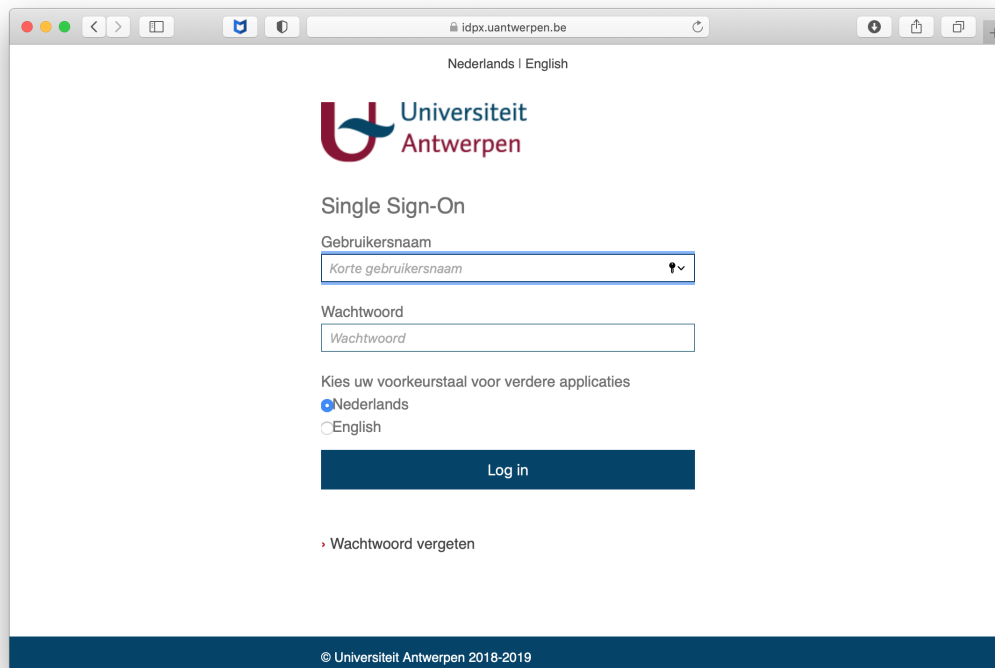 idpx.uantwerpen.be
Nederlands | English
Universiteit
Antwerpen
Single Sign-On
Gebruikersnaam
Korte gebruikersnaam
Wachtwoord
Wachtwoord
Kies uw voorkeurstaal voor verdere applicaties
Nederlands
English
Log in
› Wachtwoord vergeten
© Universiteit Antwerpen 2018-2019